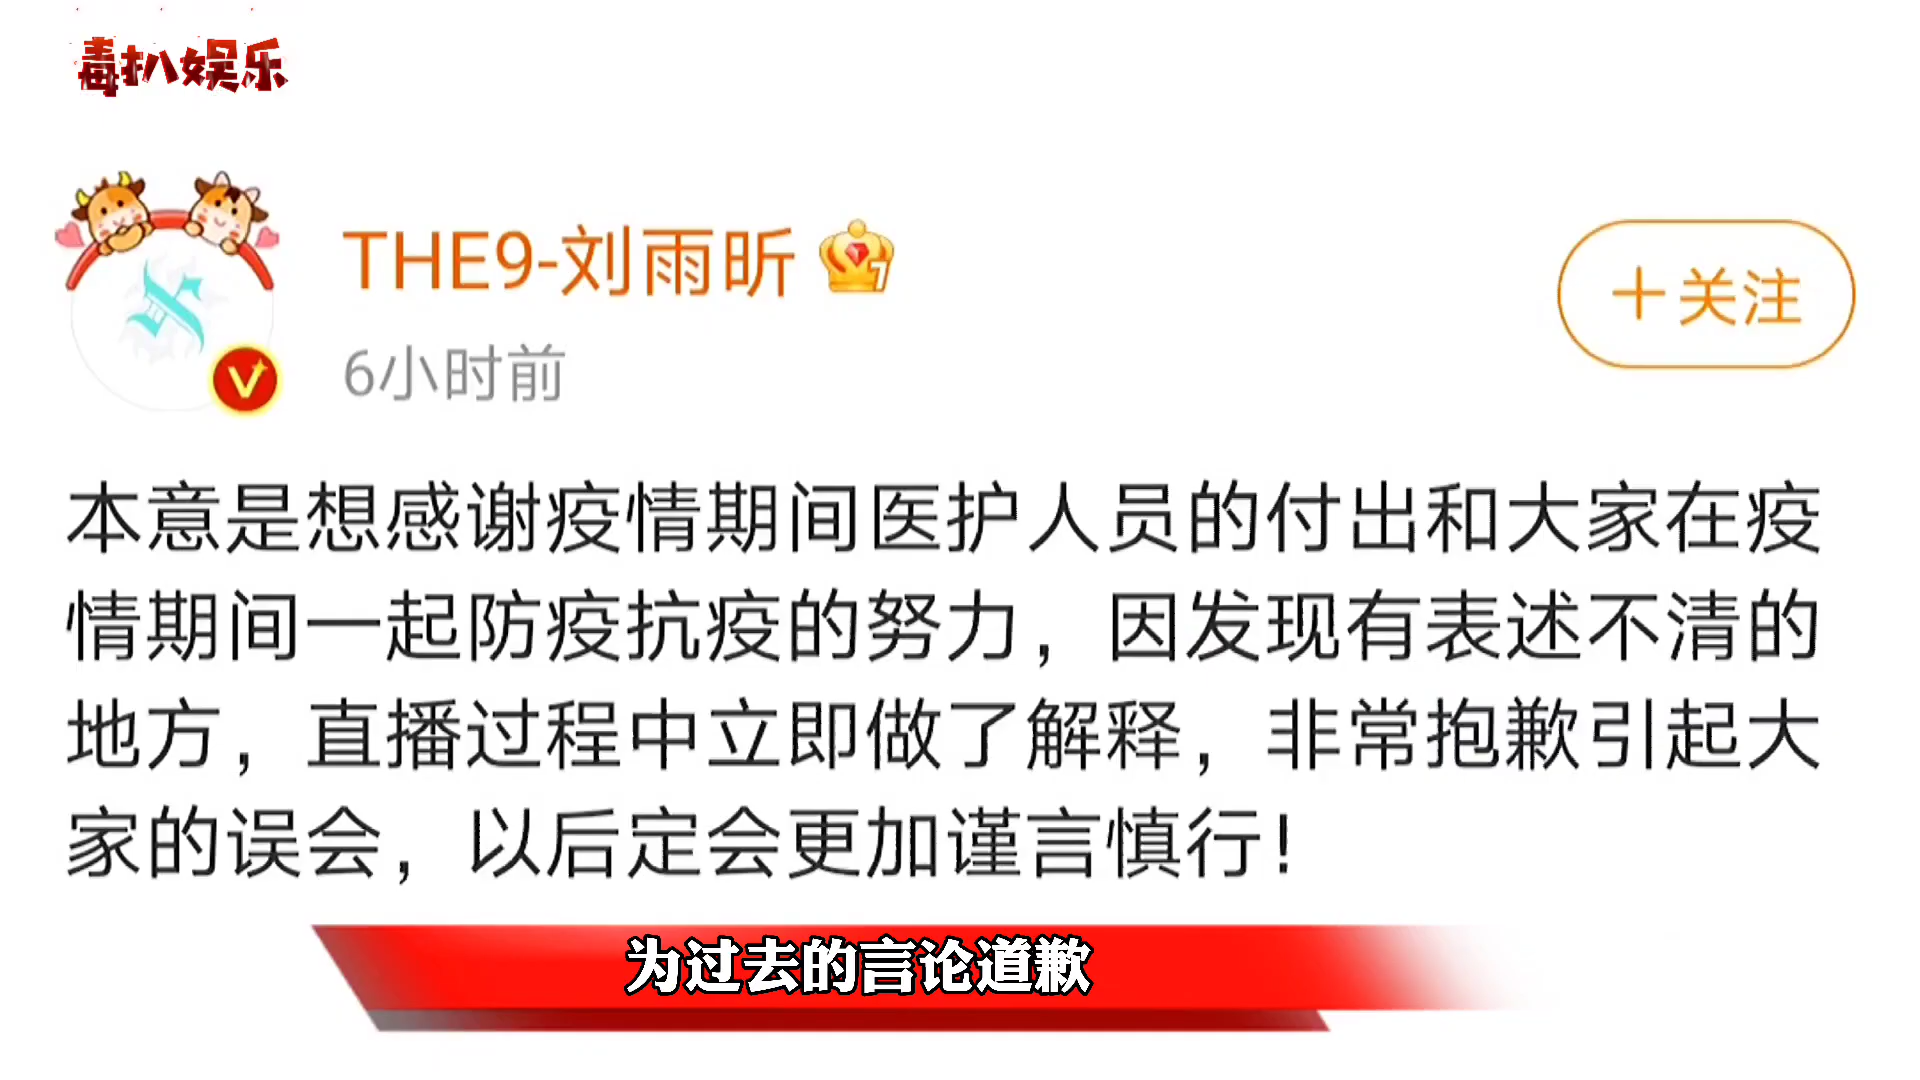 毒扒娱乐
THE9-刘雨昕
7
6小时前
+关注
本意是想感谢疫情期间医护人员的付出和大家在疫
情期间一起防疫抗疫的努力，因发现有表述不清的
地方，直播过程中立即做了解释，非常抱歉引起大
家的误会，以后定会更加谨言慎行！
为过去的言论道歉